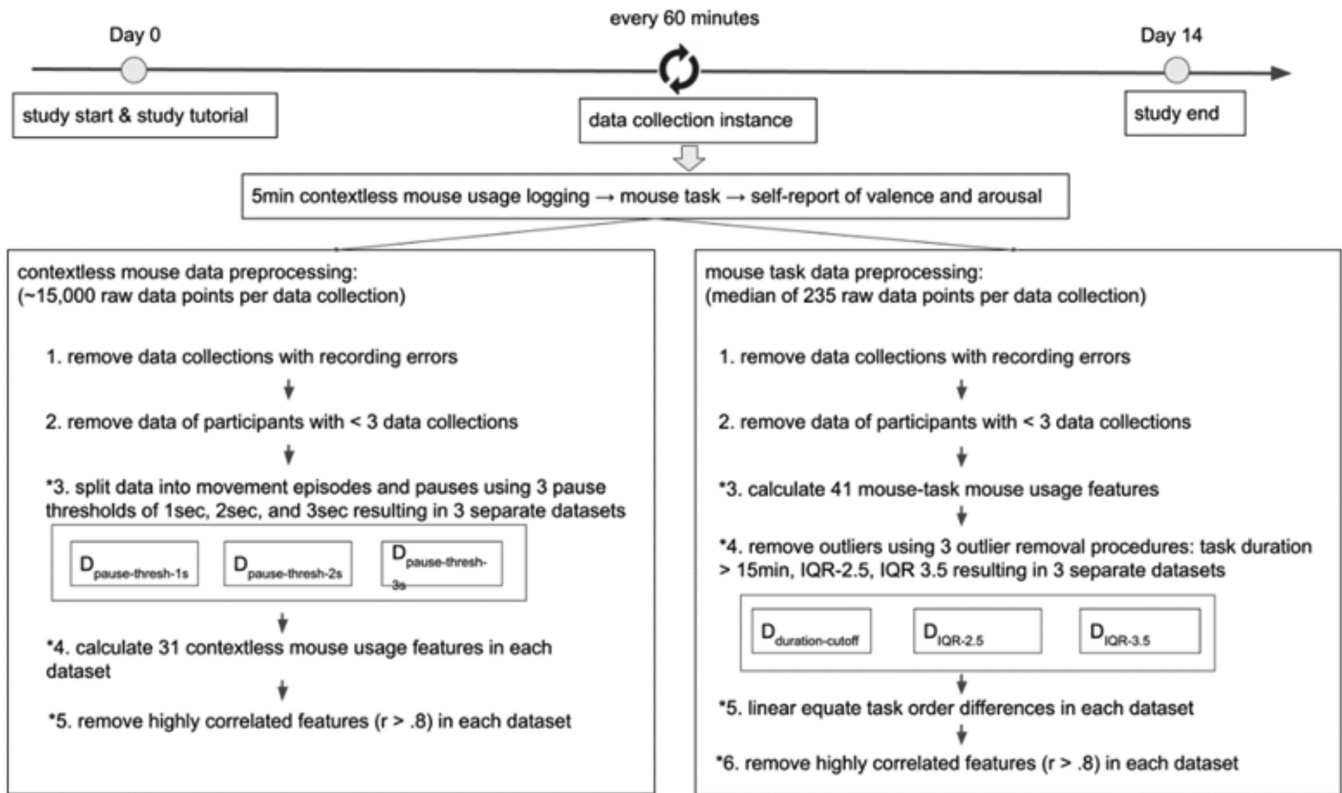 every 60 minutes
Day 0
Day 14
study start & study tutorial
data collection instance
study end
5min contextless mouse usage logging → mouse task → self-report of valence and arousal
contextless mouse data preprocessing:
(~15,000 raw data points per data collection)
1. remove data collections with recording errors
2. remove data of participants with < 3 data collections
*3. split data into movement episodes and pauses using 3 pause
thresholds of 1sec, 2sec, and 3sec resulting in 3 separate datasets
D pause-thresh-1s
D pause-thresh-2s
D pause-thresh-
3s
*4. calculate 31 contextless mouse usage features in each
dataset
*5. remove highly correlated features (r > .8) in each dataset
mouse task data preprocessing:
(median of 235 raw data points per data collection)
1. remove data collections with recording errors
2. remove data of participants with < 3 data collections
*3. calculate 41 mouse-task mouse usage features
*4. remove outliers using 3 outlier removal procedures: task duration
> 15min, IQR-2.5, IQR 3.5 resulting in 3 separate datasets
D duration-cutoff
D IQR-2.5
D IQR-3.5
*5. linear equate task order differences in each dataset
*6. remove highly correlated features (r > .8) in each dataset